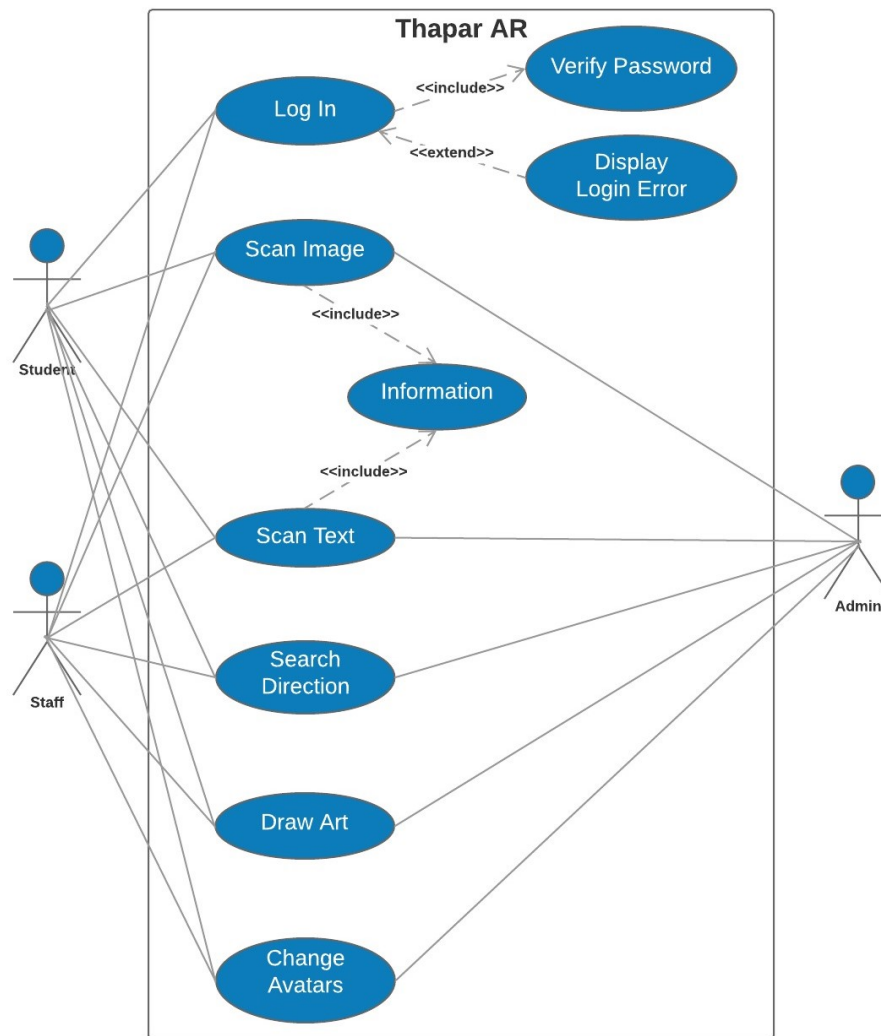 Thapar AR
Verify Password
<<include>>
Log In
<<extend>>
Display
Login Error
Scan Image
<<include>>
Student
Information
<<include>>
Scan Text
Admin
Search
Direction
Staff
Draw Art
Change
Avatars